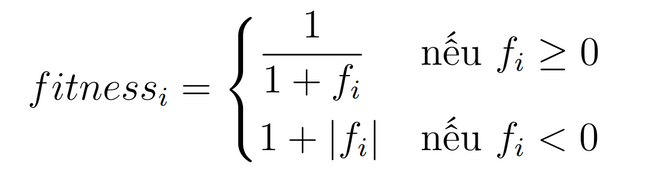 fitness_i = { 1 / (1 + f_i) nếu f_i ≥ 0
1 + |f_i| nếu f_i < 0